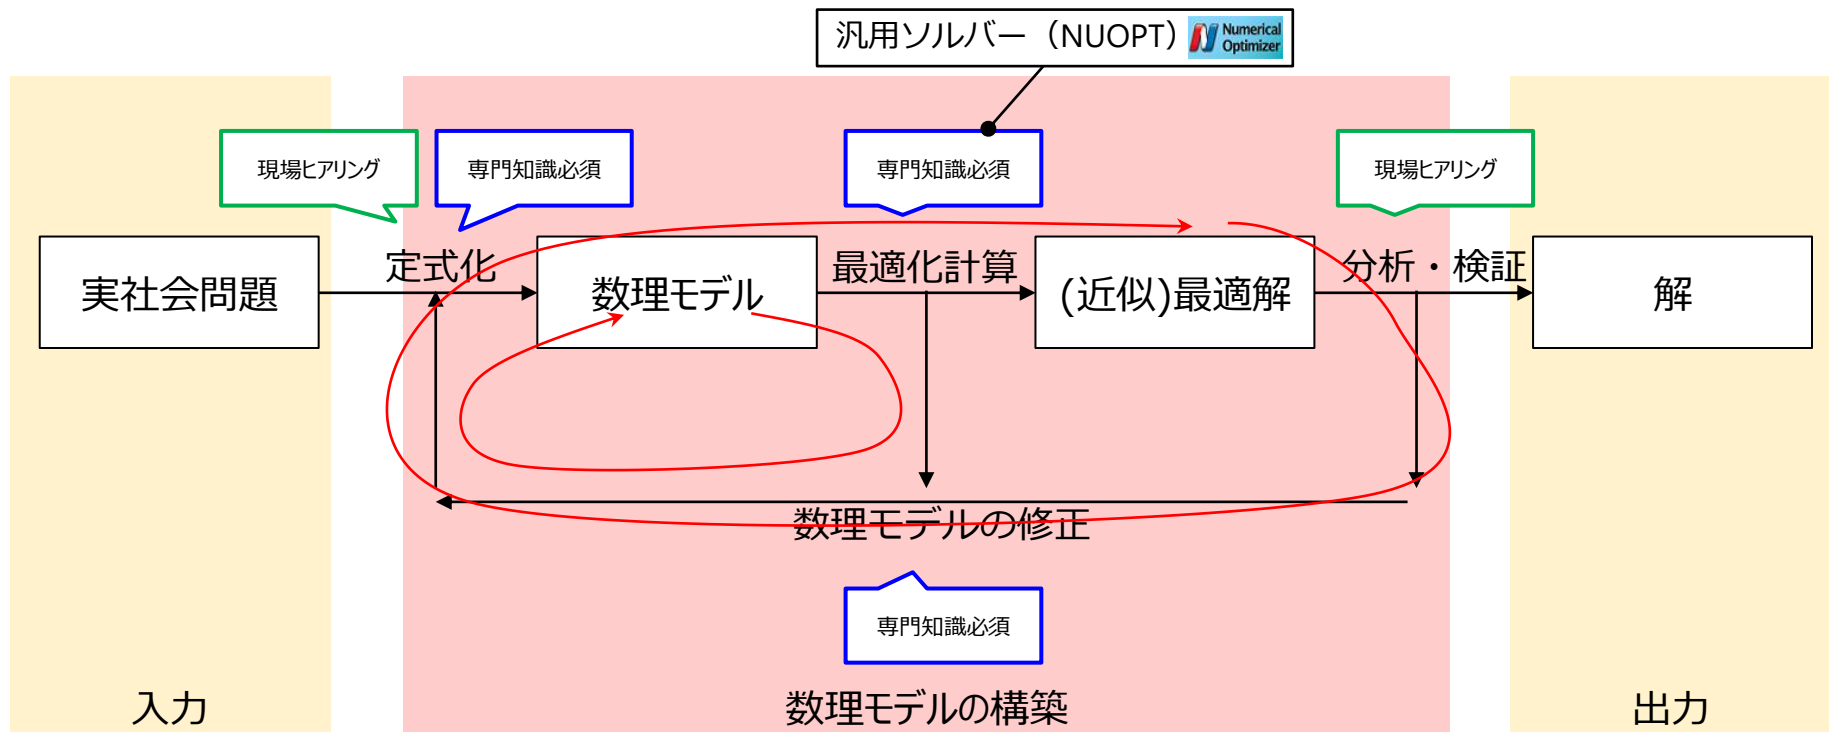 汎用ソルバー（NUOPT）
Numerical
Optimizer
現場ヒアリング
専門知識必須
専門知識必須
現場ヒアリング
実社会問題
定式化
数理モデル
最適化計算
(近似)最適解
分析・検証
解
数理モデルの修正
専門知識必須
入力
数理モデルの構築
出力